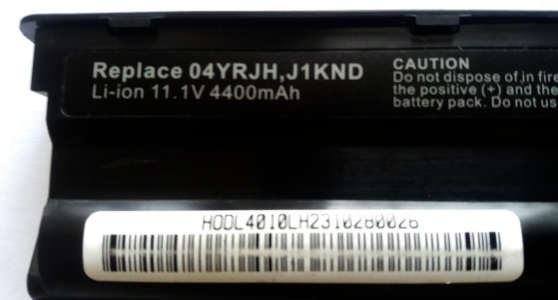 Replace 04YRJH,J1KND
Li-ion 11.1V 4400mAh
CAUTION
Do not dispose of,in fire
the positive (+) and the
battery pack. Do not us
HODL4010LH2310280026